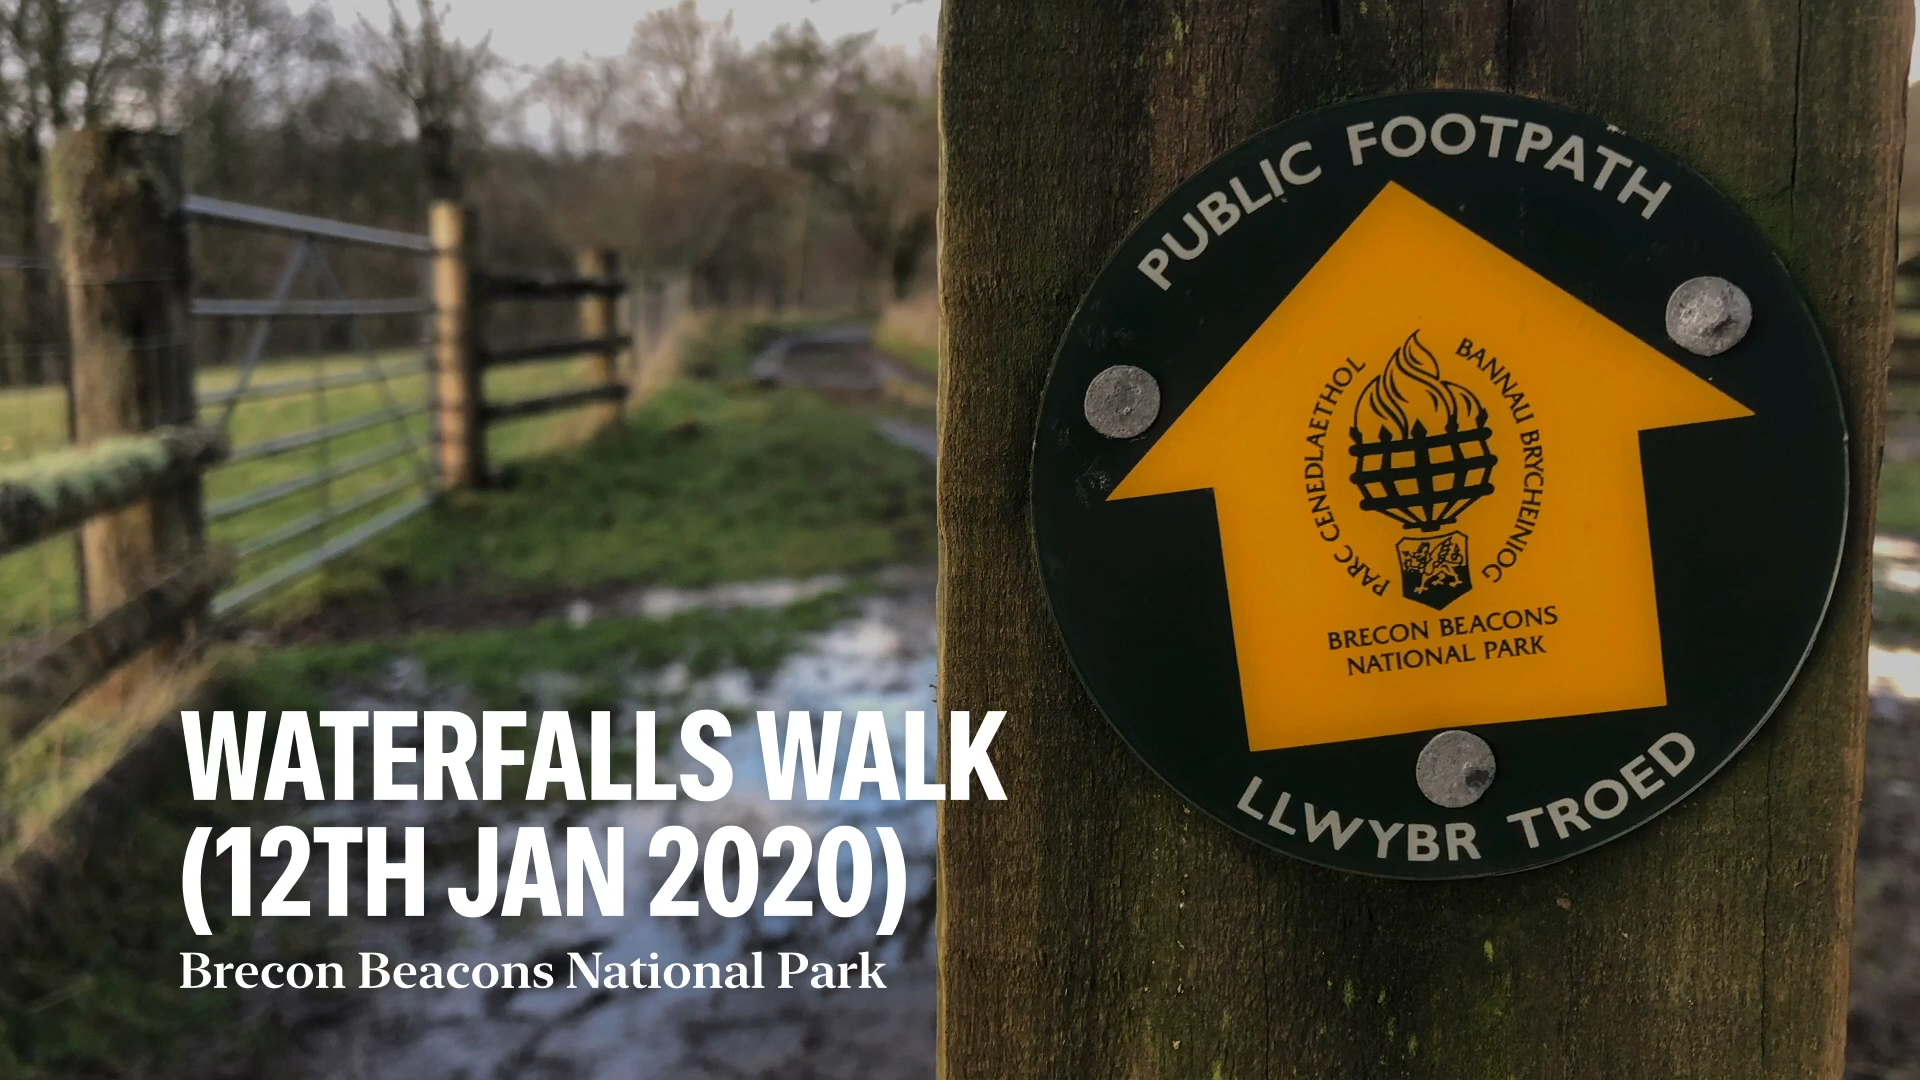 PUBLIC FOOTPATH
PARC CENEDLAETHOL
BANNAU BRYCHEINIOG
BRECON BEACONS
NATIONAL PARK
LLWYBR TROED
WATERFALLS WALK
(12TH JAN 2020)
Brecon Beacons National Park